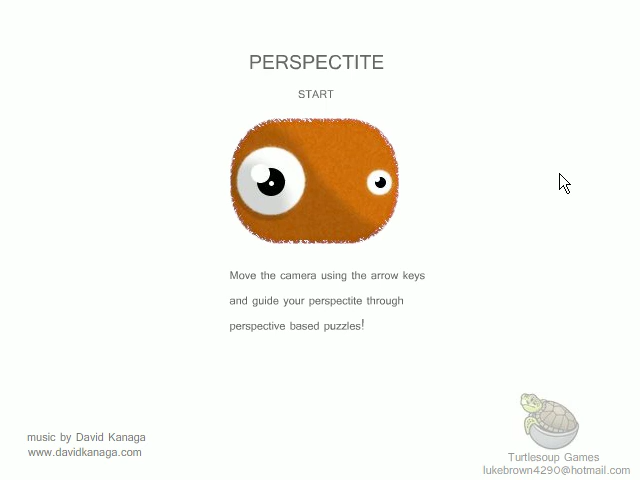 PERSPECTITE
START
Move the camera using the arrow keys
and guide your perspectite through
perspective based puzzles!
music by David Kanaga
www.davidkanaga.com
Turtlesoup Games
lukebrown4290@hotmail.com